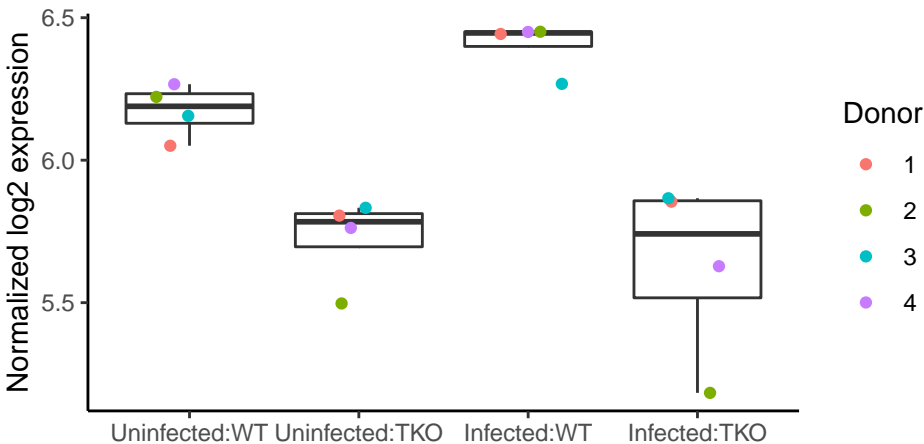 Normalized log2 expression
6.5
6.0
5.5
Uninfected:WT Uninfected:TKO Infected:WT Infected:TKO
Donor
1
2
3
4